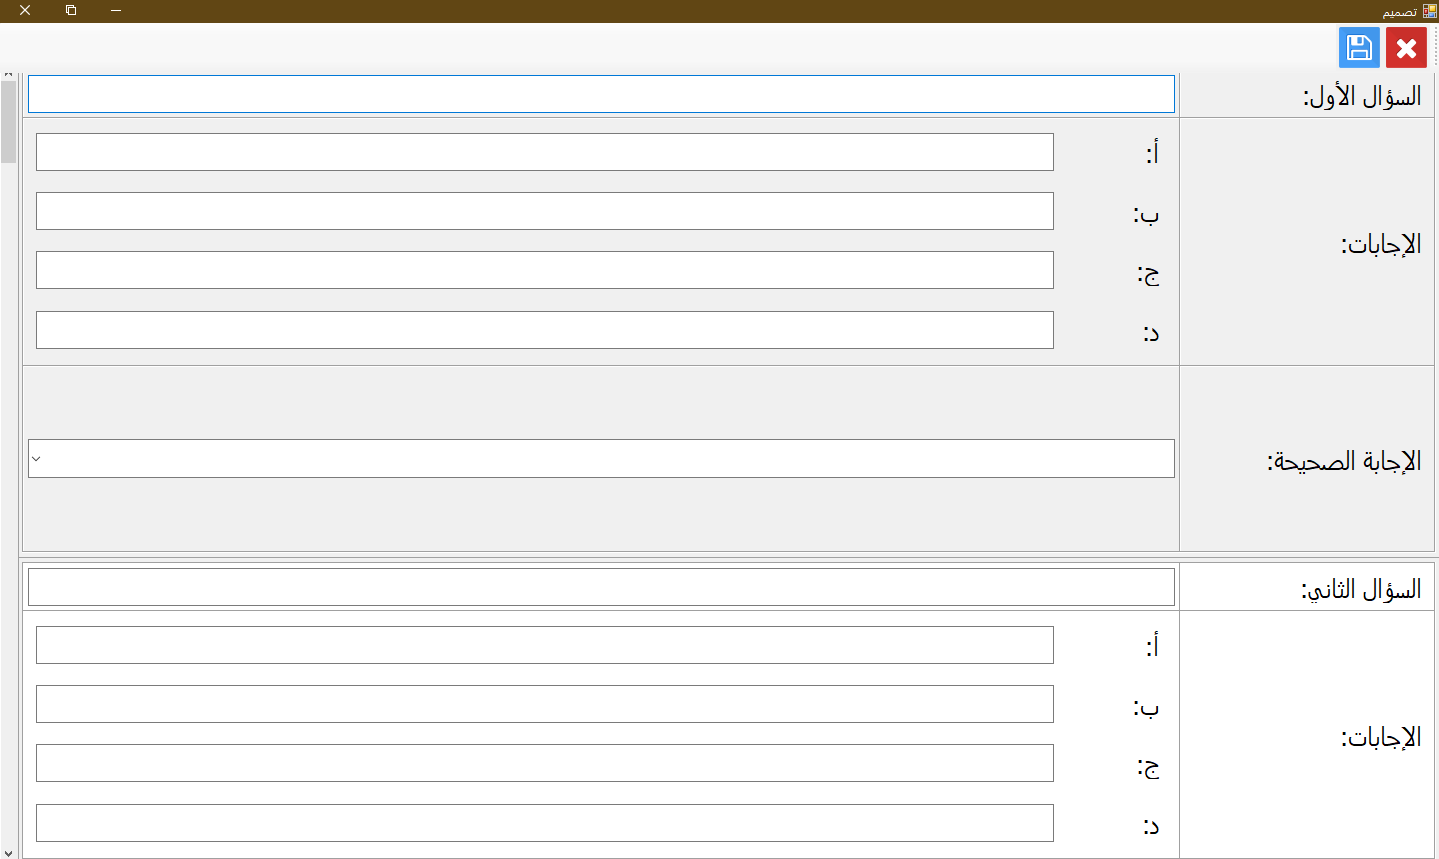 تصميم
السؤال الأول:
الإجابات:
أ:
ب:
ج:
د:
الإجابة الصحيحة:
السؤال الثاني:
الإجابات:
أ:
ب:
ج:
د: